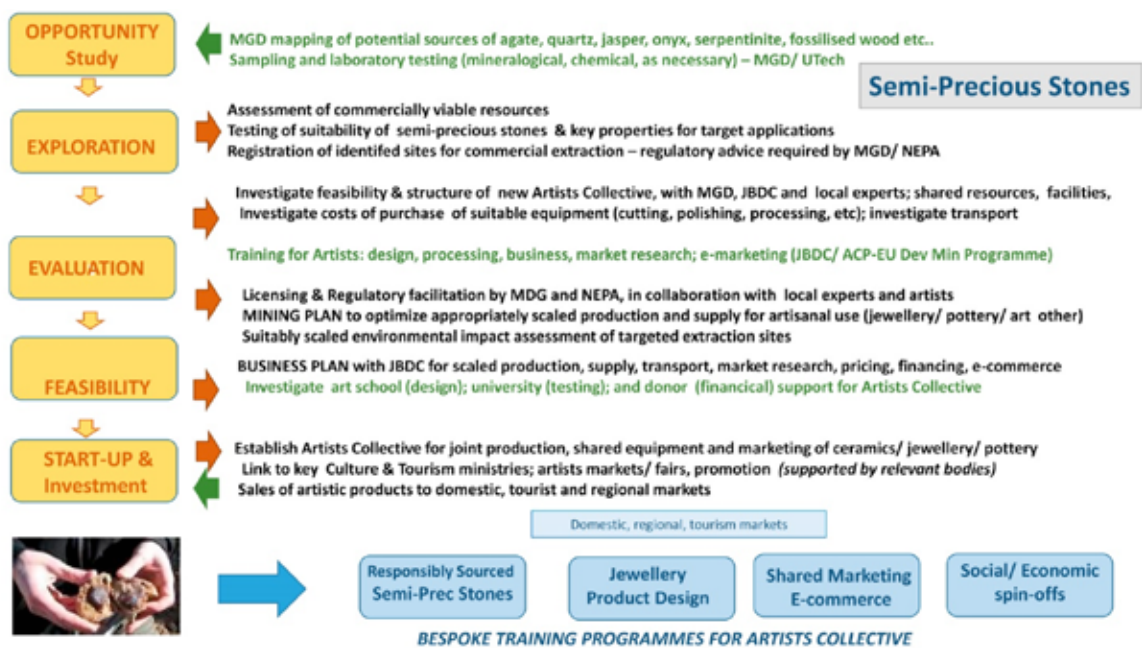 OPPORTUNITY
Study
MGD mapping of potential sources of agate, quartz, jasper, onyx, serpentinite, fossilised wood etc..
Sampling and laboratory testing (mineralogical, chemical, as necessary) – MGD/ UTech
Semi-Precious Stones
EXPLORATION
Assessment of commercially viable resources
Testing of suitability of semi-precious stones & key properties for target applications
Registration of identifed sites for commercial extraction – regulatory advice required by MGD/ NEPA
Investigate feasibility & structure of new Artists Collective, with MGD, JBDC and local experts; shared resources, facilities,
Investigate costs of purchase of suitable equipment (cutting, polishing, processing, etc); investigate transport
EVALUATION
Training for Artists: design, processing, business, market research; e-marketing (JBDC/ ACP-EU Dev Min Programme)
Licensing & Regulatory facilitation by MDG and NEPA, in collaboration with local experts and artists
MINING PLAN to optimize appropriately scaled production and supply for artisanal use (jewellery/ pottery/ art other)
Suitably scaled environmental impact assessment of targeted extraction sites
FEASIBILITY
BUSINESS PLAN with JBDC for scaled production, supply, transport, market research, pricing, financing, e-commerce
Investigate art school (design); university (testing); and donor (financical) support for Artists Collective
START-UP &
Investment
Establish Artists Collective for joint production, shared equipment and marketing of ceramics/ jewellery/ pottery
Link to key Culture & Tourism ministries; artists markets/ fairs, promotion (supported by relevant bodies)
Sales of artistic products to domestic, tourist and regional markets
Domestic, regional, tourism markets
Responsibly Sourced
Semi-Prec Stones
Jewellery
Product Design
Shared Marketing
E-commerce
Social/ Economic
spin-offs
BESPOKE TRAINING PROGRAMMES FOR ARTISTS COLLECTIVE